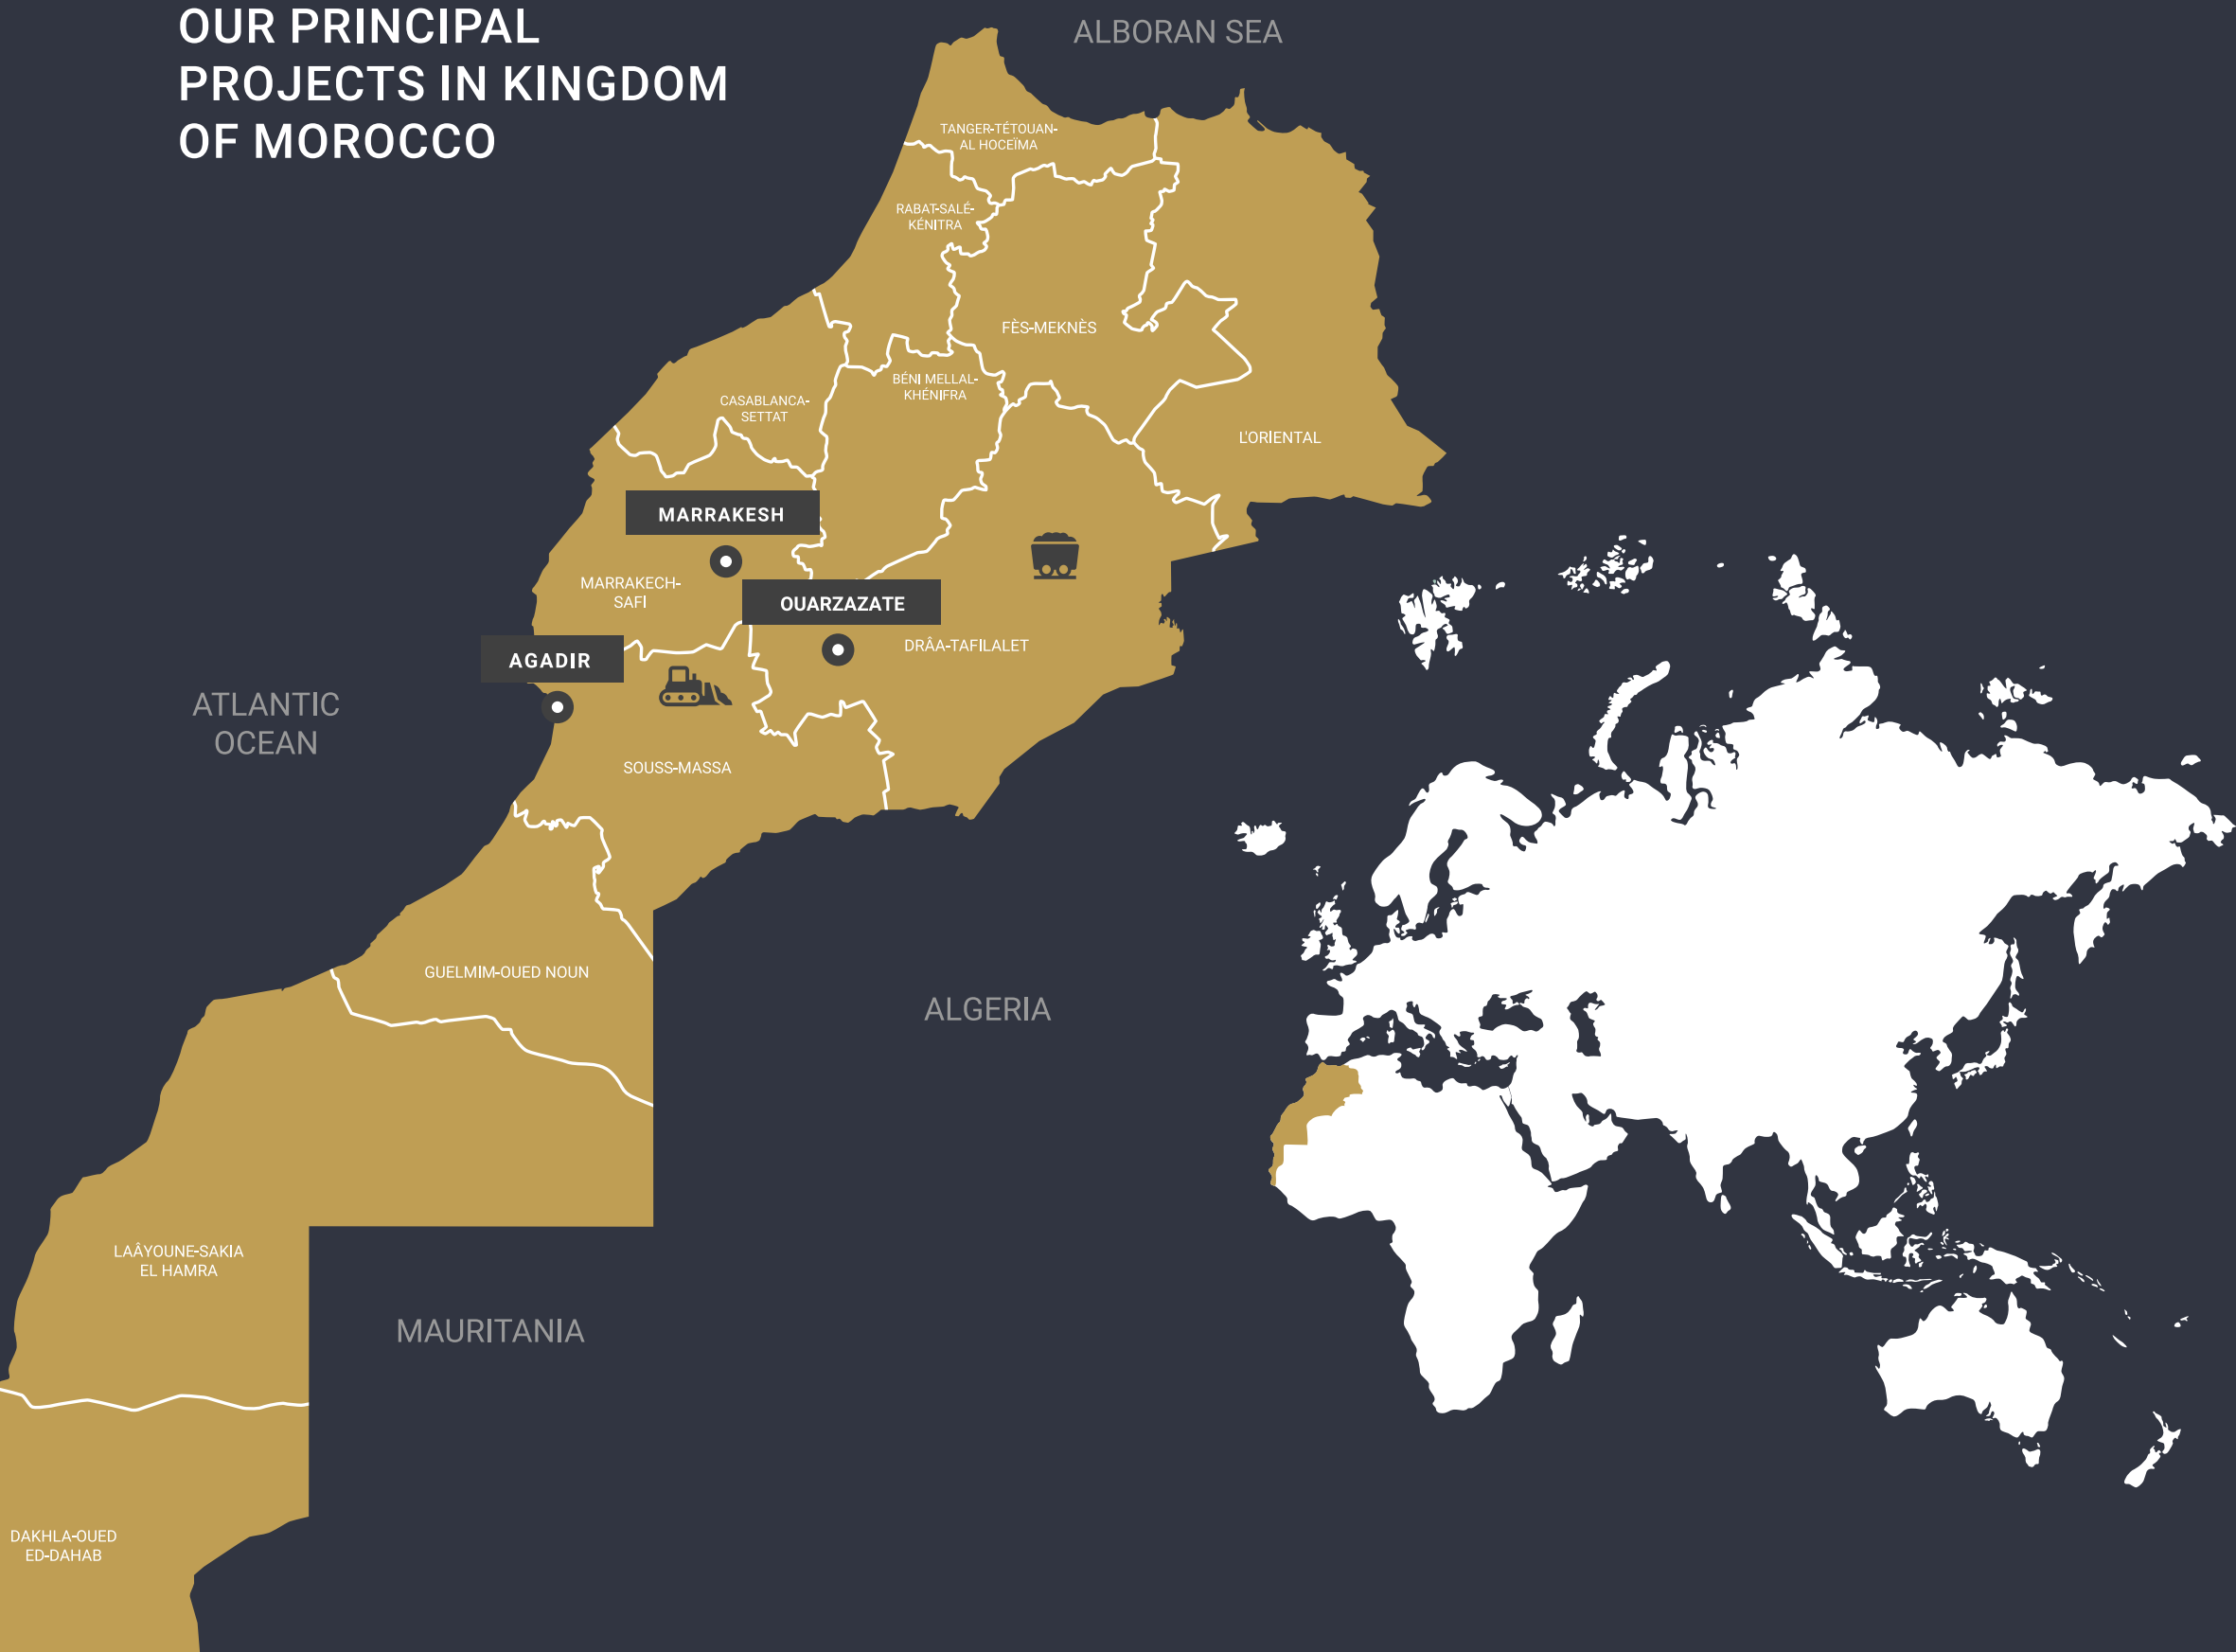 OUR PRINCIPAL
PROJECTS IN KINGDOM
OF MOROCCO
ALBORAN SEA
TANGER-TÉTOUAN-
AL HOCEÏMA
RABAT-SALÉ-
KÉNITRA
FÈS-MEKNÈS
BÉNI MELLAL-
KHÉNIFRA
CASABLANCA-
SETTAT
L'ORIENTAL
MARRAKESH
MARRAKECH-
SAFI
OUARZAZATE
DRÂA-TAFILALET
AGADIR
ATLANTIC
OCEAN
SOUSS-MASSA
GUELMIM-OUED NOUN
ALGERIA
LAÂYOUNE-SAKIA
EL HAMRA
MAURITANIA
DAKHLA-OUED
ED-DAHAB